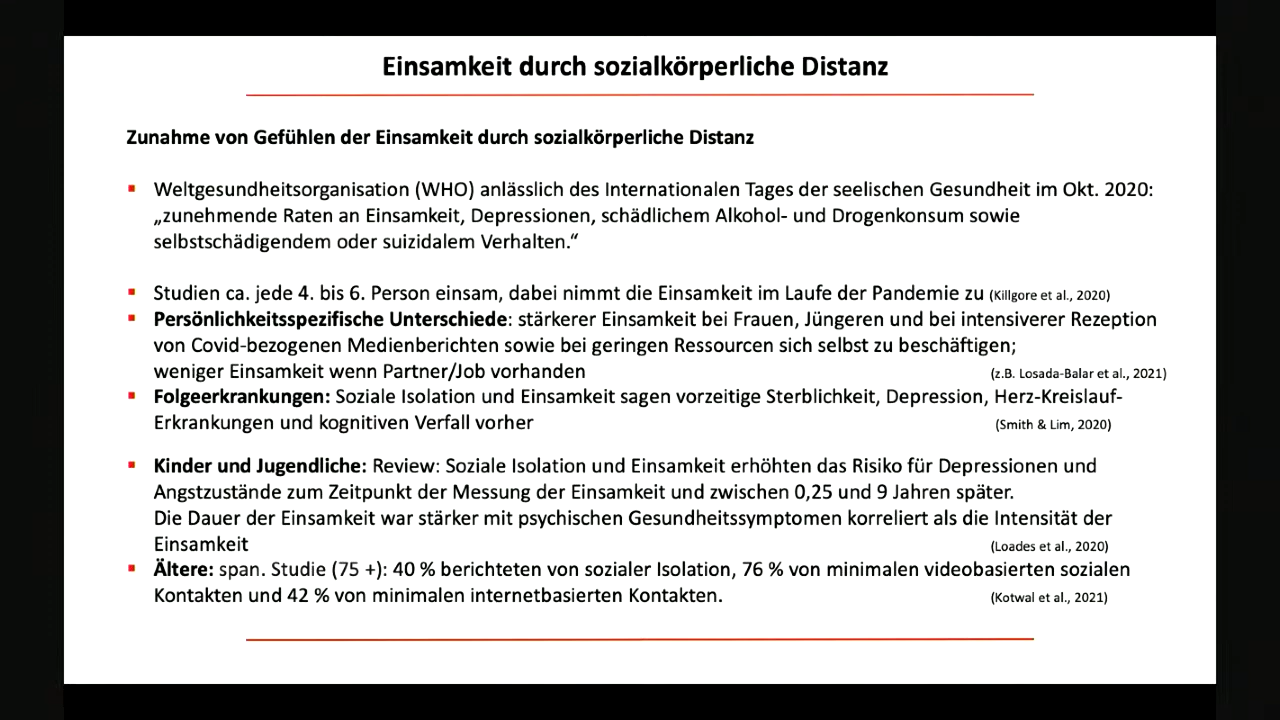 Einsamkeit durch sozialkörperliche Distanz
Zunahme von Gefühlen der Einsamkeit durch sozialkörperliche Distanz
Weltgesundheitsorganisation (WHO) anlässlich des Internationalen Tages der seelischen Gesundheit im Okt. 2020:
„zunehmende Raten an Einsamkeit, Depressionen, schädlichem Alkohol- und Drogenkonsum sowie
selbstschädigendem oder suizidalem Verhalten.“
Studien ca. jede 4. bis 6. Person einsam, dabei nimmt die Einsamkeit im Laufe der Pandemie zu (Killgore et al., 2020)
Persönlichkeitsspezifische Unterschiede: stärkerer Einsamkeit bei Frauen, Jüngeren und bei intensiverer Rezeption
von Covid-bezogenen Medienberichten sowie bei geringen Ressourcen sich selbst zu beschäftigen;
weniger Einsamkeit wenn Partner/Job vorhanden (z.B. Losada-Balar et al., 2021)
Folgeerkrankungen: Soziale Isolation und Einsamkeit sagen vorzeitige Sterblichkeit, Depression, Herz-Kreislauf-
Erkrankungen und kognitiven Verfall vorher (Smith & Lim, 2020)
Kinder und Jugendliche: Review: Soziale Isolation und Einsamkeit erhöhten das Risiko für Depressionen und
Angstzustände zum Zeitpunkt der Messung der Einsamkeit und zwischen 0,25 und 9 Jahren später.
Die Dauer der Einsamkeit war stärker mit psychischen Gesundheitssymptomen korreliert als die Intensität der
Einsamkeit (Loades et al., 2020)
Ältere: span. Studie (75 +): 40 % berichteten von sozialer Isolation, 76 % von minimalen videobasierten sozialen
Kontakten und 42 % von minimalen internetbasierten Kontakten. (Kotwal et al., 2021)